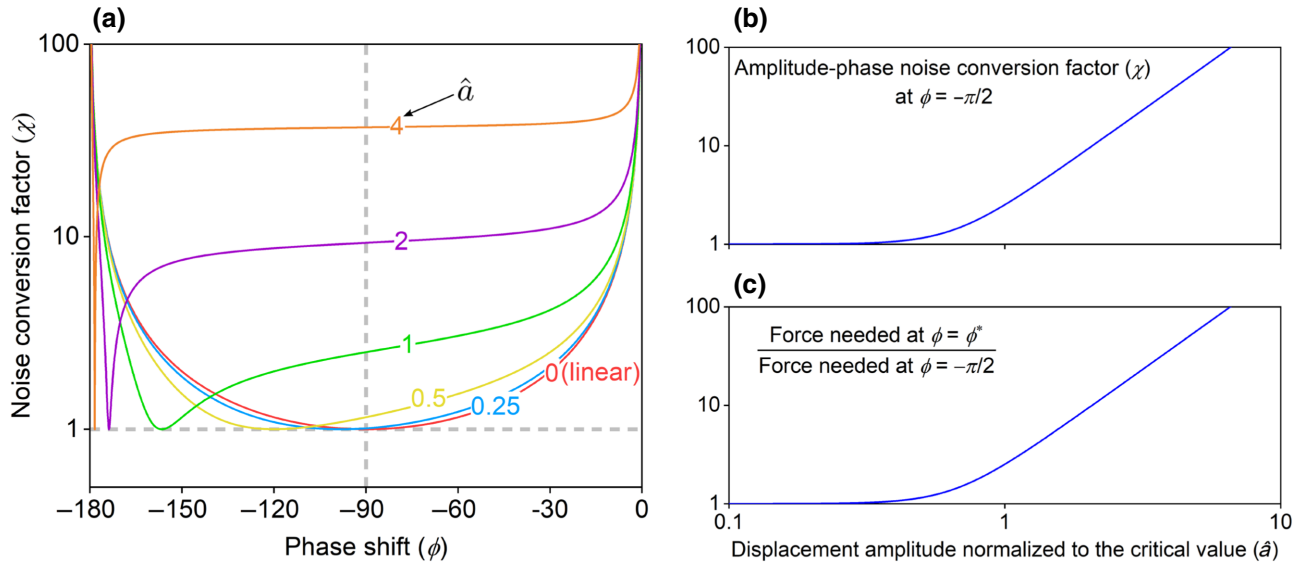 (a)
100
10
1
Noise conversion factor (χ)
â
4
2
1
0.5
0.25
0(linear)
−180
−150
−120
−90
−60
−30
0
Phase shift (ϕ)
(b)
100
10
1
Amplitude-phase noise conversion factor (χ)
at ϕ = −π/2
(c)
100
10
1
Force needed at ϕ = ϕ*
Force needed at ϕ = −π/2
0.1
1
10
Displacement amplitude normalized to the critical value (â)